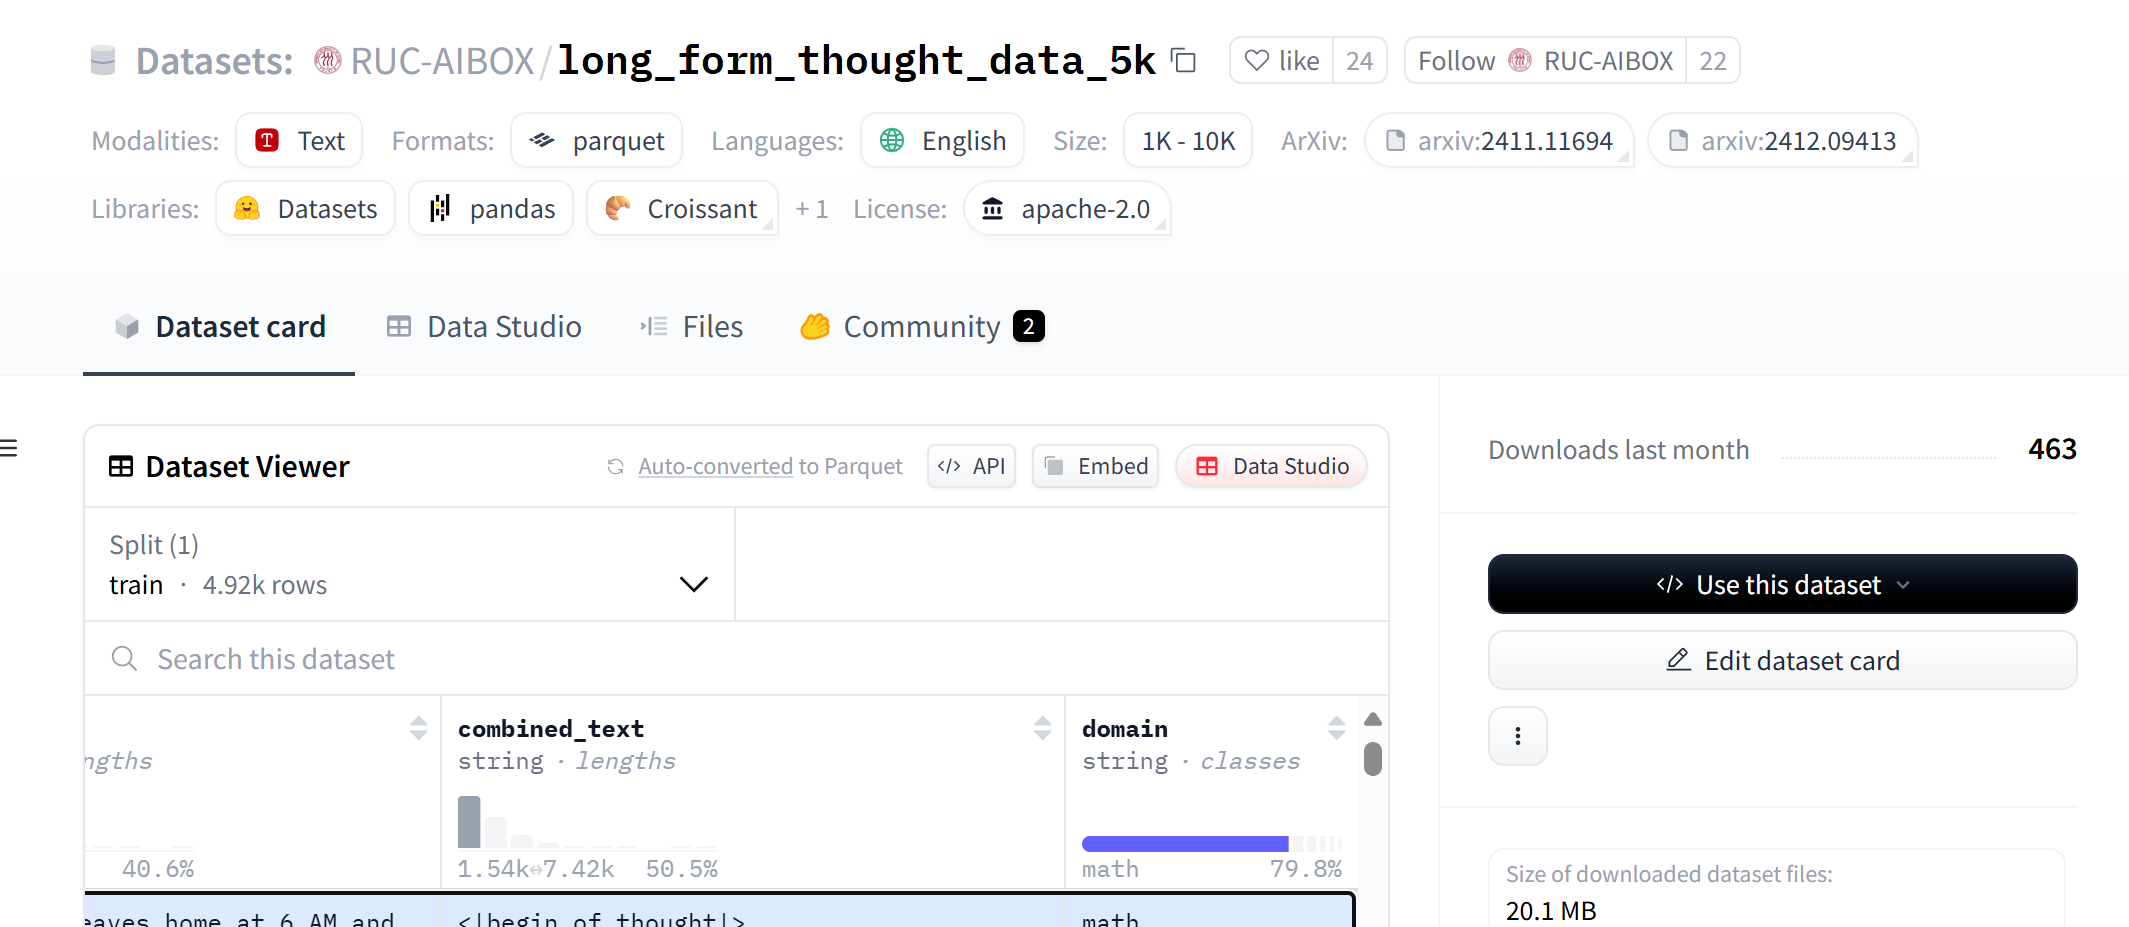 Datasets: RUC-AIBOX/long_form_thought_data_5k like 24 Follow RUC-AIBOX 22
Modalities: Text Formats: parquet Languages: English Size: 1K - 10K ArXiv: arxiv:2411.11694 arxiv:2412.09413
Libraries: Datasets pandas Croissant + 1 License: apache-2.0
Dataset card Data Studio Files Community 2
Dataset Viewer Auto-converted to Parquet </> API Embed Data Studio
Downloads last month 463
Split (1)
train · 4.92k rows
</> Use this dataset
Search this dataset
Edit dataset card
combined_text domain
ngths string · lengths string · classes
40.6% 1.54k↔7.42k 50.5% math 79.8%
Size of downloaded dataset files:
20.1 MB
eaves home at 6 AM and <|begin_of_thought|> math